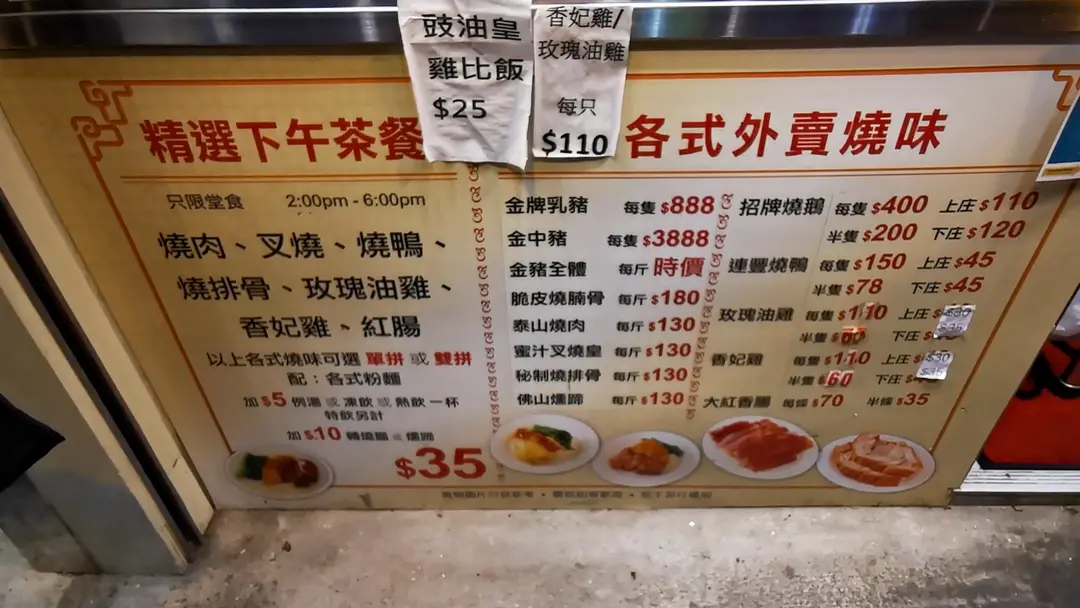 豉油皇
雞比飯
$25
香妃雞/
玫瑰油雞
每只
$110
精選下午茶餐
只限堂食 2:00pm - 6:00pm
燒肉、叉燒、燒鴨、
燒排骨、玫瑰油雞、
香妃雞、紅腸
以上各式燒味可選 單拼 或 雙拼
配：各式粉麵
加 $5 例湯 或 凍飲 或 熱飲 一杯
特飲另計
加 $10
$35
各式外賣燒味
金牌乳豬 每隻 $888
金中豬 每隻 $3888
金豬全體 每斤 時價
脆皮燒腩骨 每斤 $180
泰山燒肉 每斤 $130
蜜汁叉燒皇 每斤 $130
秘制燒排骨 每斤 $130
佛山燻蹄 每斤 $130
招牌燒鵝 每隻 $400 上庄 $110
半隻 $200 下庄 $120
連豐燒鴨 每隻 $150 上庄 $45
半隻 $78 下庄 $45
玫瑰油雞 每隻 $110 上庄 $30
半隻 $60 下庄 $35
香妃雞 每隻 $110 上庄 $30
半隻 $60 下庄 $35
大紅香腸 每條 $70 半條 $35